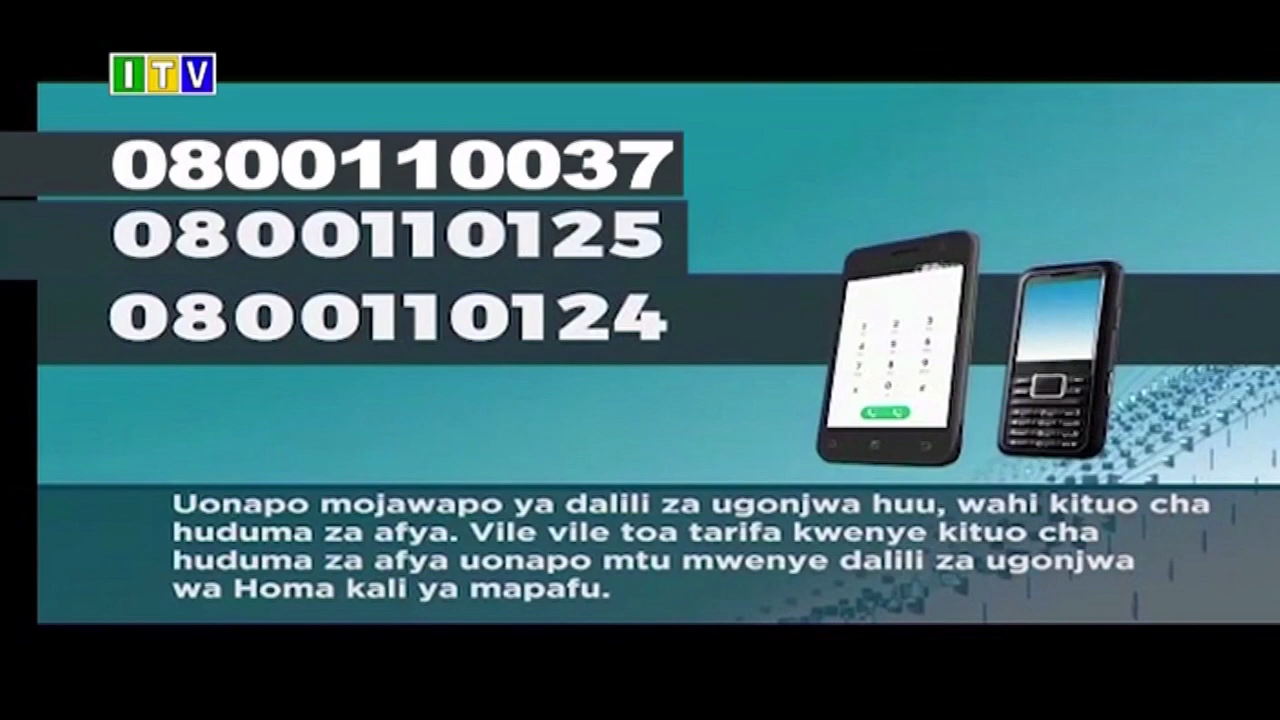 ITV
0800110037
0800110125
0800110124
Uonapo mojawapo ya dalili za ugonjwa huu, wahi kituo cha
huduma za afya. Vile vile toa tarifa kwenye kituo cha
huduma za afya uonapo mtu mwenye dalili za ugonjwa
wa Homa kali ya mapafu.